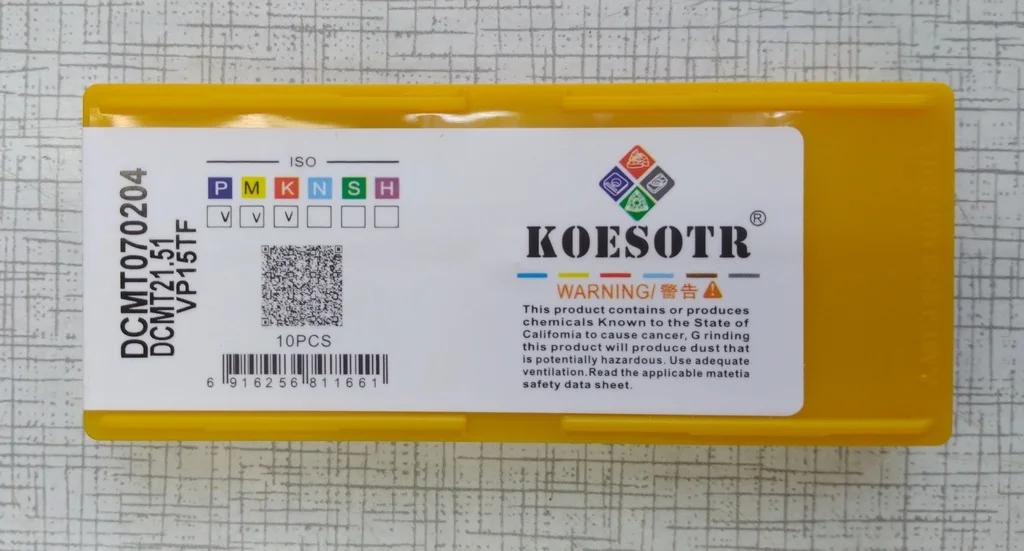 DCMT070204
DCMT21.51
VP15TF
ISO
P M K N S H
V V V
10PCS
6 916256 811661
KOESOTR®
WARNING/警告
This product contains or produces
chemicals Known to the State of
Califomia to cause cancer, G rinding
this product will produce dust that
is potentially hazardous. Use adequate
ventilation.Read the applicable matetia
safety data sheet.